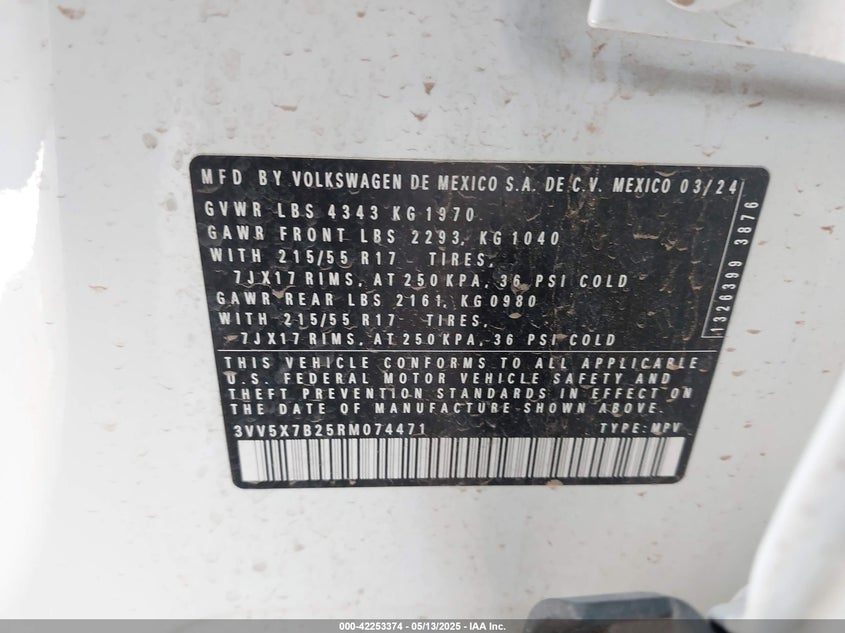 MFD BY VOLKSWAGEN DE MEXICO S.A. DE C.V. MEXICO 03/24
GVWR LBS 4343 KG 1970
GAWR FRONT LBS 2293, KG 1040
WITH 215/55 R17 TIRES,
7JX17 RIMS, AT 250 KPA, 36 PSI COLD
GAWR REAR LBS 2161, KG 0980
WITH 215/55 R17 TIRES,
7JX17 RIMS, AT 250 KPA, 36 PSI COLD
1326399 3876
THIS VEHICLE CONFORMS TO ALL APPLICABLE
U.S. FEDERAL MOTOR VEHICLE SAFETY AND
THEFT PREVENTION STANDARDS IN EFFECT ON
THE DATE OF MANUFACTURE SHOWN ABOVE.
3VV5X7B25RM074471 TYPE: MPV
000-42253374 - 05/13/2025 - IAA Inc.